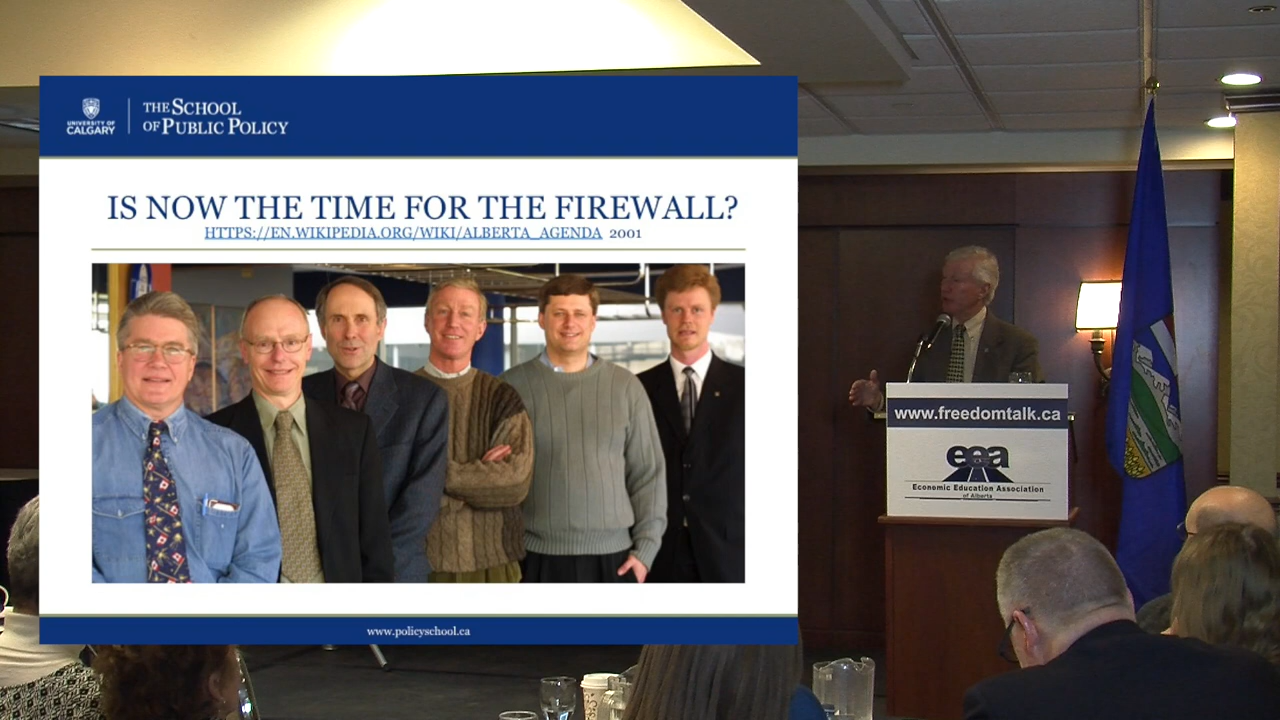 UNIVERSITY OF
CALGARY
THE SCHOOL
OF PUBLIC POLICY
IS NOW THE TIME FOR THE FIREWALL?
HTTPS://EN.WIKIPEDIA.ORG/WIKI/ALBERTA_AGENDA 2001
www.policyschool.ca
www.freedomtalk.ca
eea
Economic Education Association
of Alberta